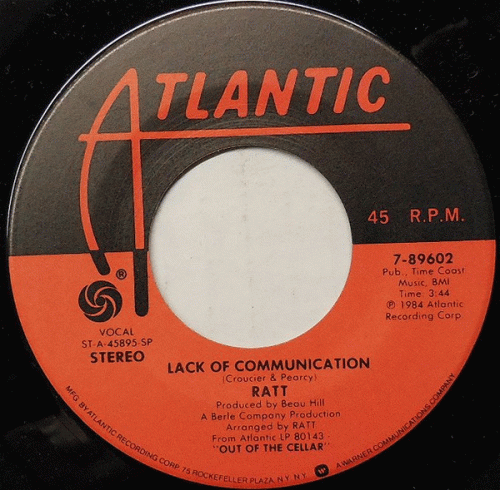 ATLANTIC
45 R.P.M.
7-89602
Pub., Time Coast
Music, BMI
Time: 3:44
℗ 1984 Atlantic
Recording Corp.
®
VOCAL
ST-A-45895-SP
STEREO
LACK OF COMMUNICATION
(Croucier & Pearcy)
RATT
Produced by Beau Hill
A Berle Company Production
Arranged by RATT
From Atlantic LP 80143
"OUT OF THE CELLAR"
MFG. BY ATLANTIC RECORDING CORP. 75 ROCKEFELLER PLAZA, N.Y. N.Y. W A WARNER COMMUNICATIONS COMPANY